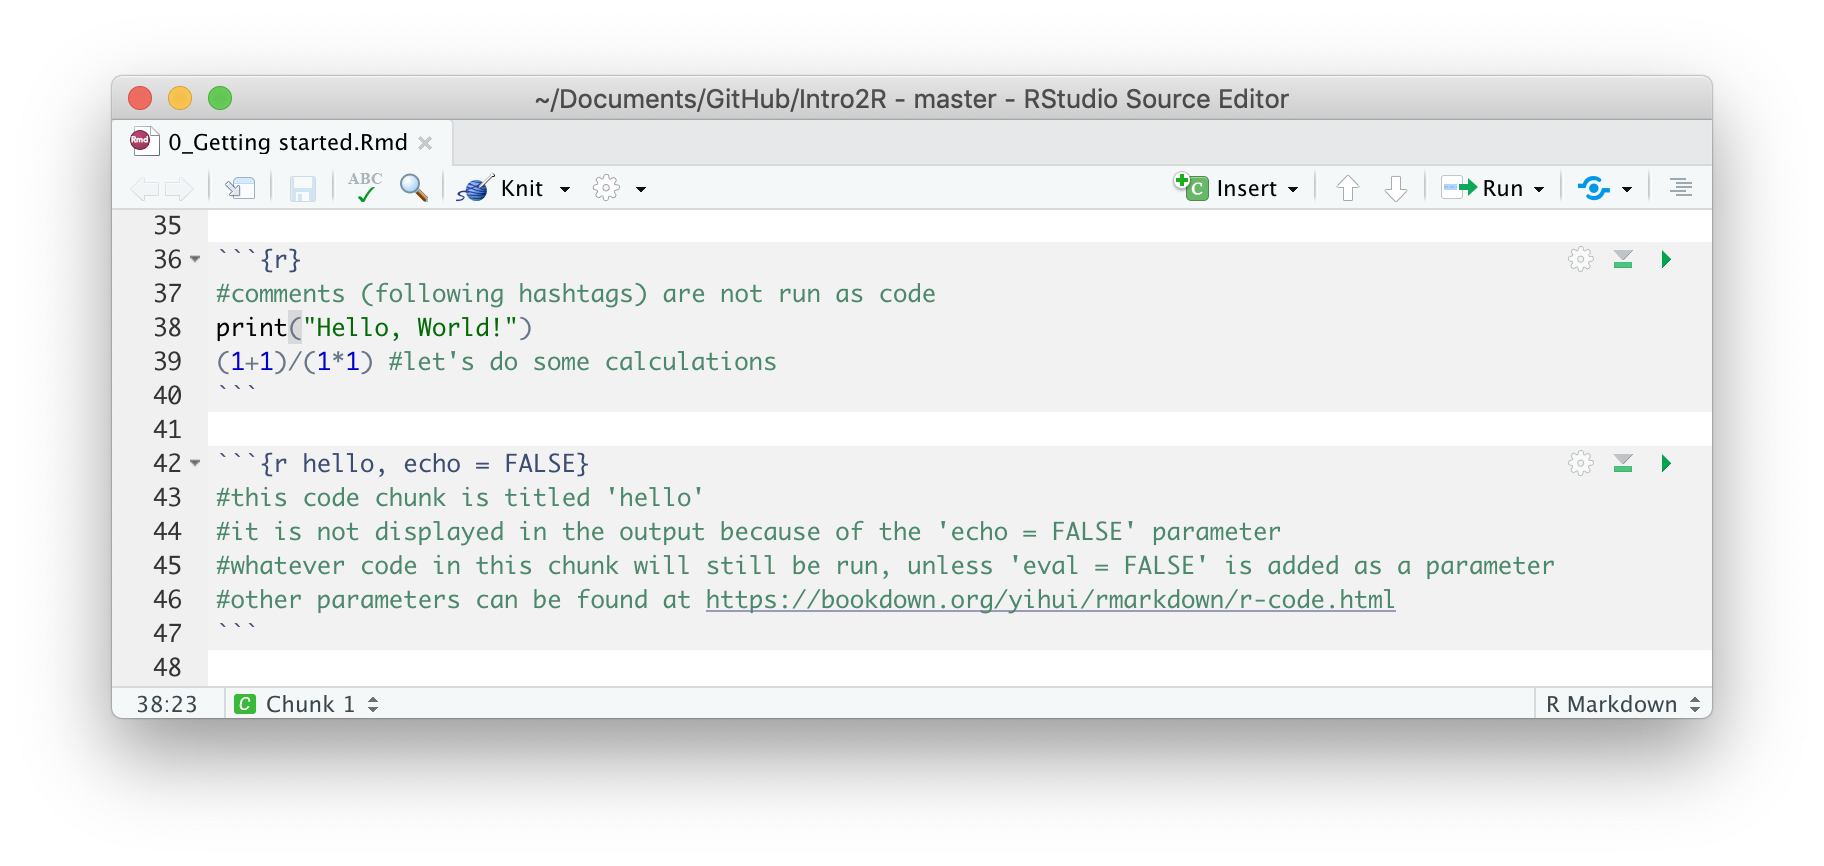 ~/Documents/GitHub/Intro2R - master - RStudio Source Editor
Rmd 0_Getting started.Rmd
ABC Knit C Insert Run
35
36 ```{r}
37 #comments (following hashtags) are not run as code
38 print("Hello, World!")
39 (1+1)/(1*1) #let's do some calculations
40 ```
41
42 ```{r hello, echo = FALSE}
43 #this code chunk is titled 'hello'
44 #it is not displayed in the output because of the 'echo = FALSE' parameter
45 #whatever code in this chunk will still be run, unless 'eval = FALSE' is added as a parameter
46 #other parameters can be found at https://bookdown.org/yihui/rmarkdown/r-code.html
47 ```
48
38:23 C Chunk 1 R Markdown